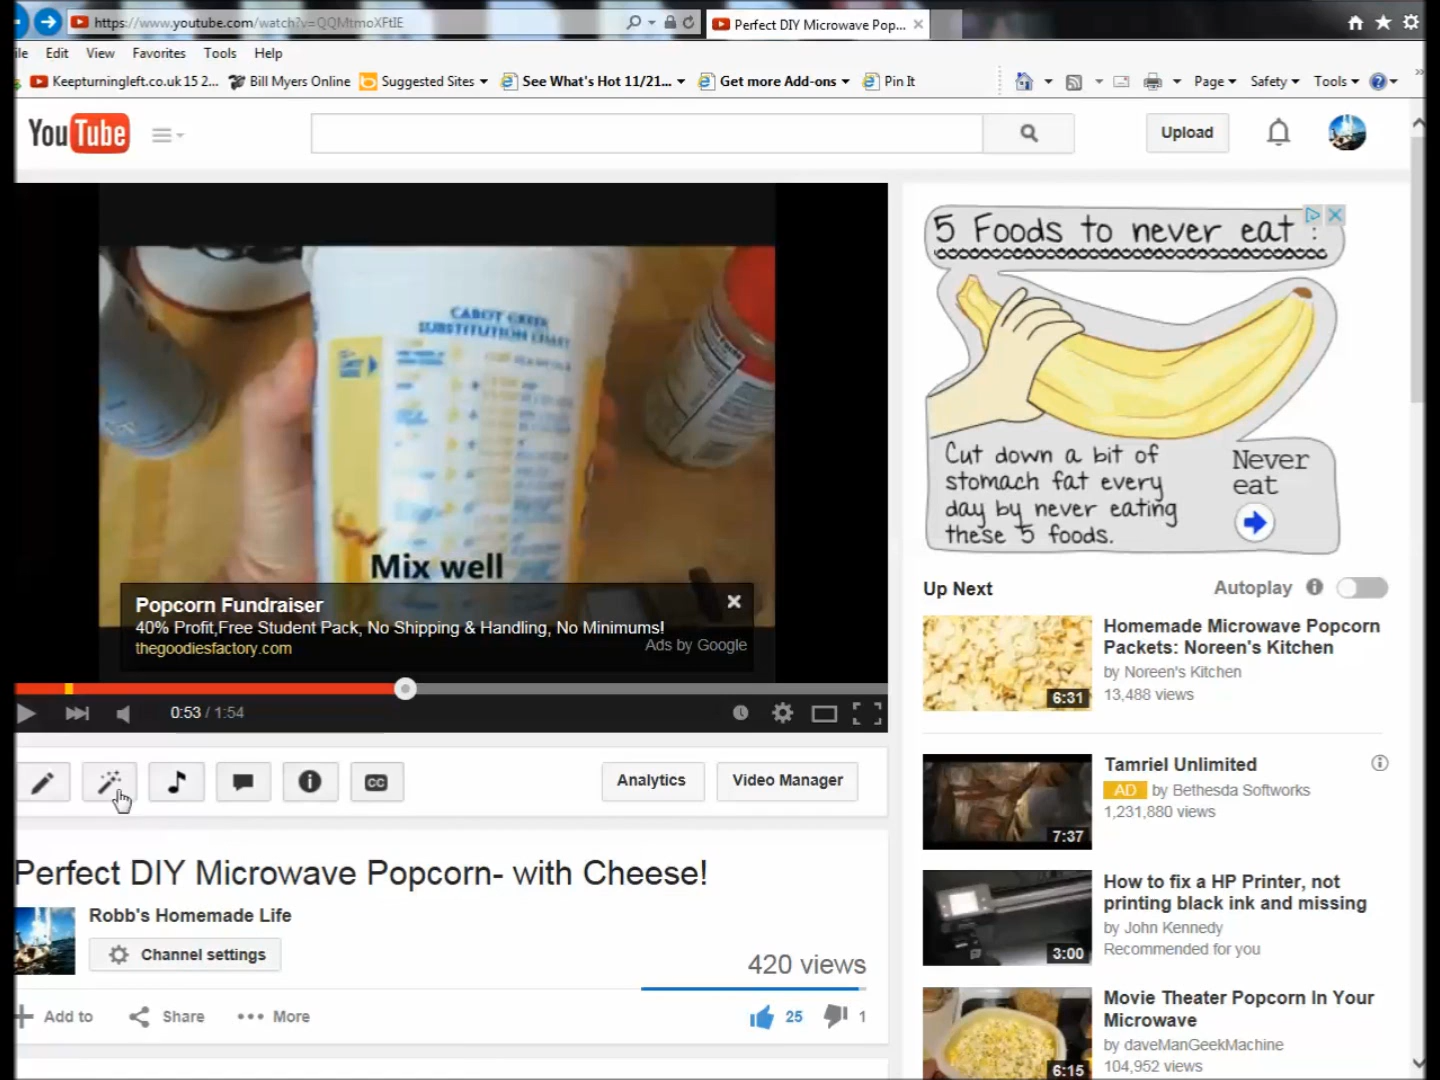 https://www.youtube.com/watch?v=QQMtmoXFtIE
Perfect DIY Microwave Pop...
Edit View Favorites Tools Help
Keepturningleft.co.uk 15 2... Bill Myers Online Suggested Sites See What's Hot 11/21... Get more Add-ons Pin It Page Safety Tools
YouTube
Upload
CABOT CREEK
SUBSTITUTION CHART
Mix well
Popcorn Fundraiser
40% Profit,Free Student Pack, No Shipping & Handling, No Minimums!
thegoodiesfactory.com
Ads by Google
0:53 / 1:54
CC
Analytics
Video Manager
Perfect DIY Microwave Popcorn- with Cheese!
Robb's Homemade Life
Channel settings
420 views
Add to Share More
25 1
5 Foods to never eat :
Cut down a bit of
stomach fat every
day by never eating
these 5 foods.
Never
eat
Up Next
Autoplay
Homemade Microwave Popcorn
Packets: Noreen's Kitchen
by Noreen's Kitchen
13,488 views
6:31
Tamriel Unlimited
AD by Bethesda Softworks
1,231,880 views
7:37
How to fix a HP Printer, not
printing black ink and missing
by John Kennedy
Recommended for you
3:00
Movie Theater Popcorn In Your
Microwave
by daveManGeekMachine
104,952 views
6:15